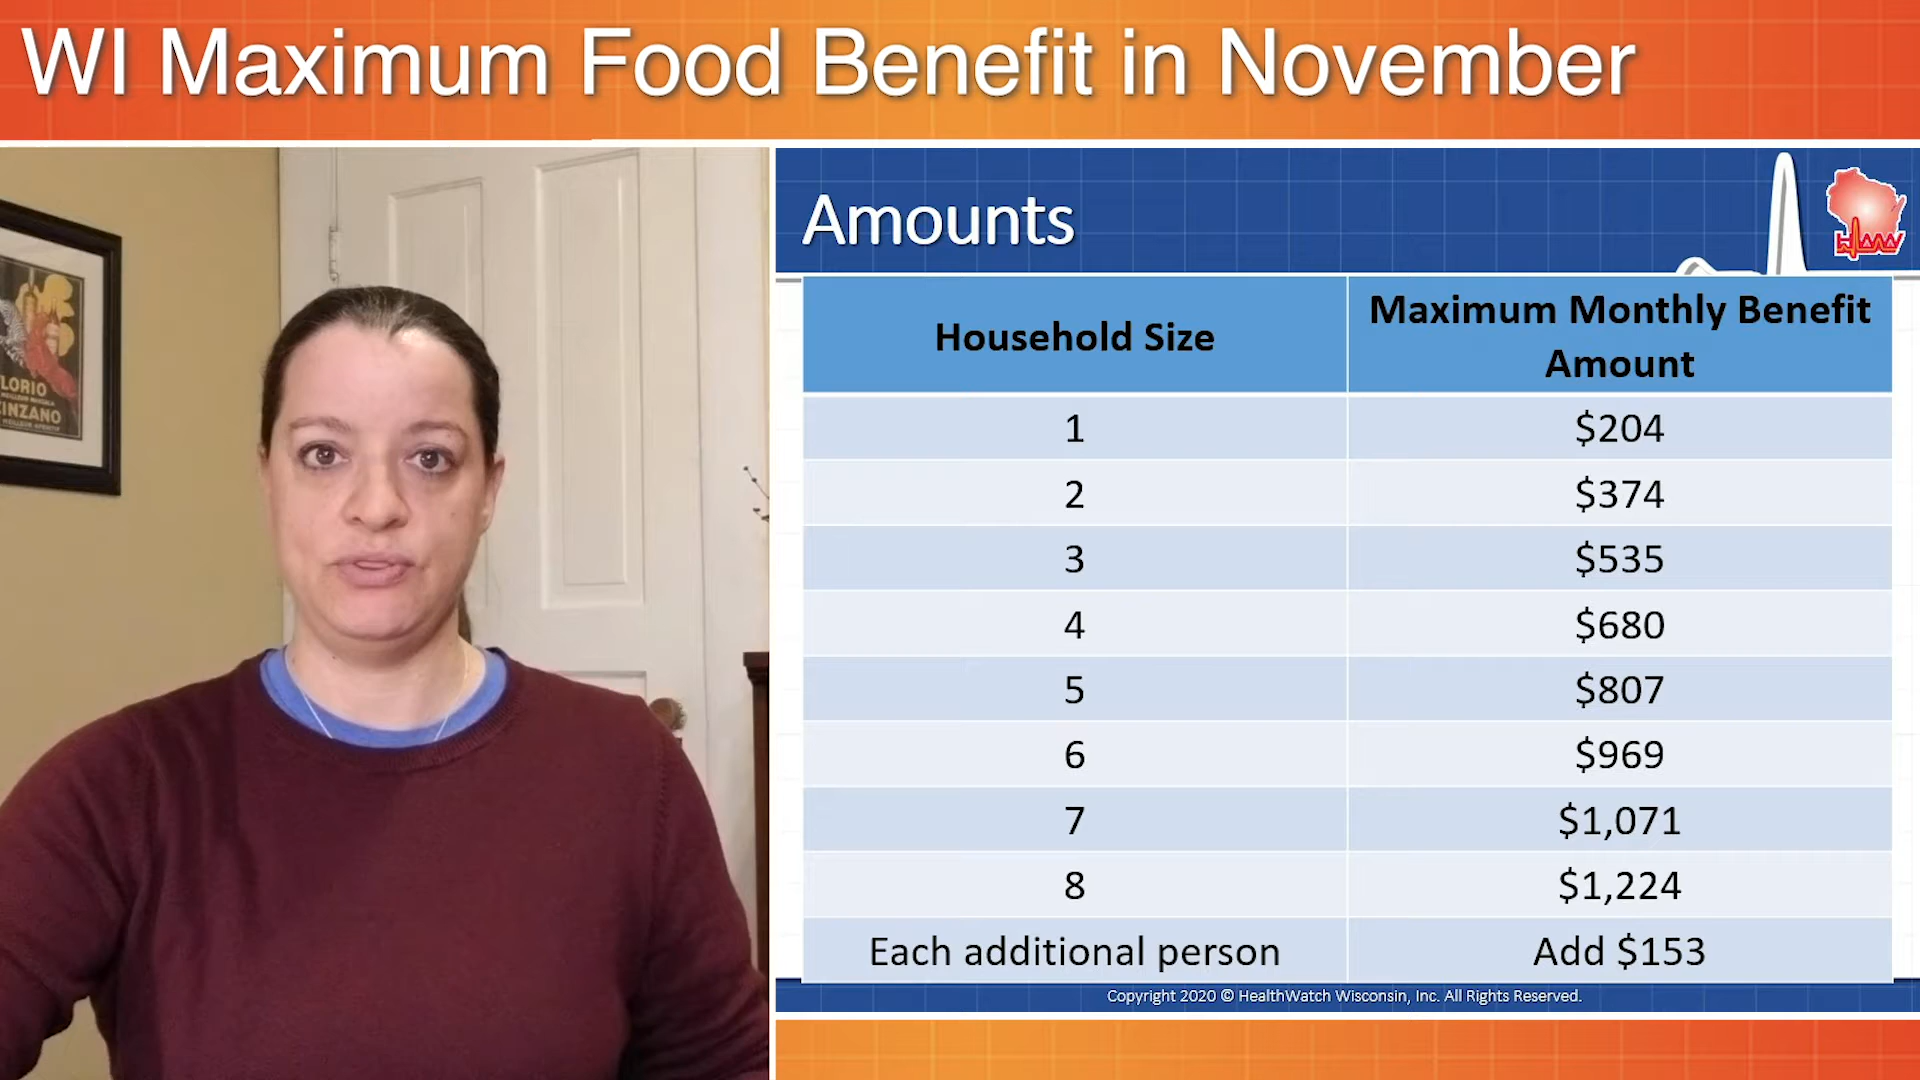 WI Maximum Food Benefit in November
LORIO
CINZANO
Amounts
Household Size
Maximum Monthly Benefit
Amount
1
$204
2
$374
3
$535
4
$680
5
$807
6
$969
7
$1,071
8
$1,224
Each additional person
Add $153
Copyright 2020 © HealthWatch Wisconsin, Inc. All Rights Reserved.